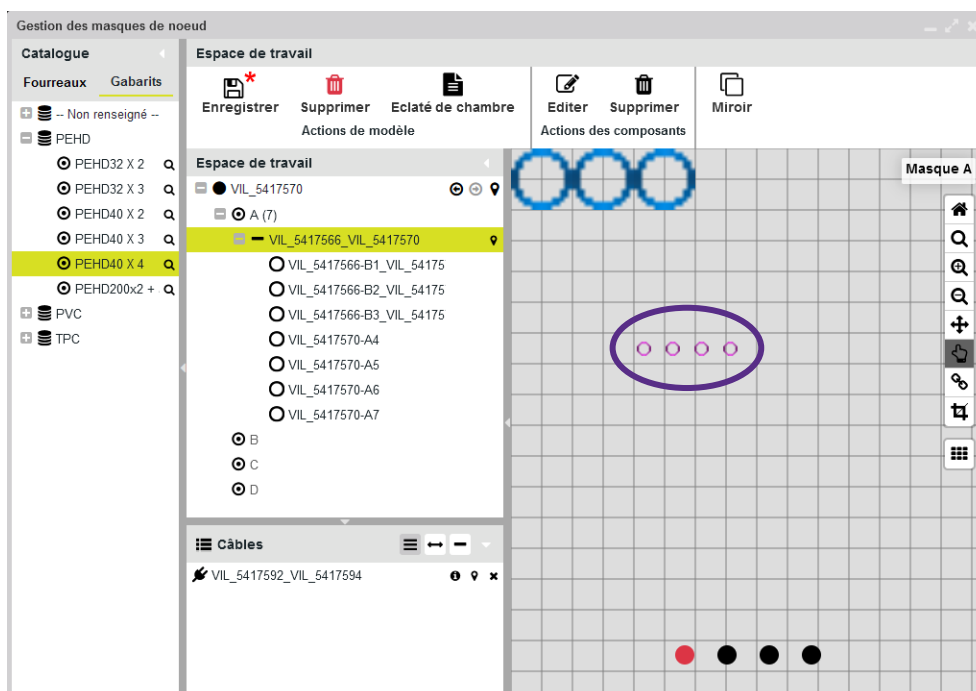 Gestion des masques de noeud
Catalogue
Fourreaux Gabarits
-- Non renseigné --
PEHD
PEHD32 X 2
PEHD32 X 3
PEHD40 X 2
PEHD40 X 3
PEHD40 X 4
PEHD200x2 +
PVC
TPC
Espace de travail
Enregistrer Supprimer Eclaté de chambre
Actions de modèle
Editer Supprimer
Actions des composants
Miroir
Espace de travail
VIL_5417570
A (7)
VIL_5417566_VIL_5417570
VIL_5417566-B1_VIL_54175
VIL_5417566-B2_VIL_54175
VIL_5417566-B3_VIL_54175
VIL_5417570-A4
VIL_5417570-A5
VIL_5417570-A6
VIL_5417570-A7
B
C
D
Câbles
VIL_5417592_VIL_5417594
Masque A